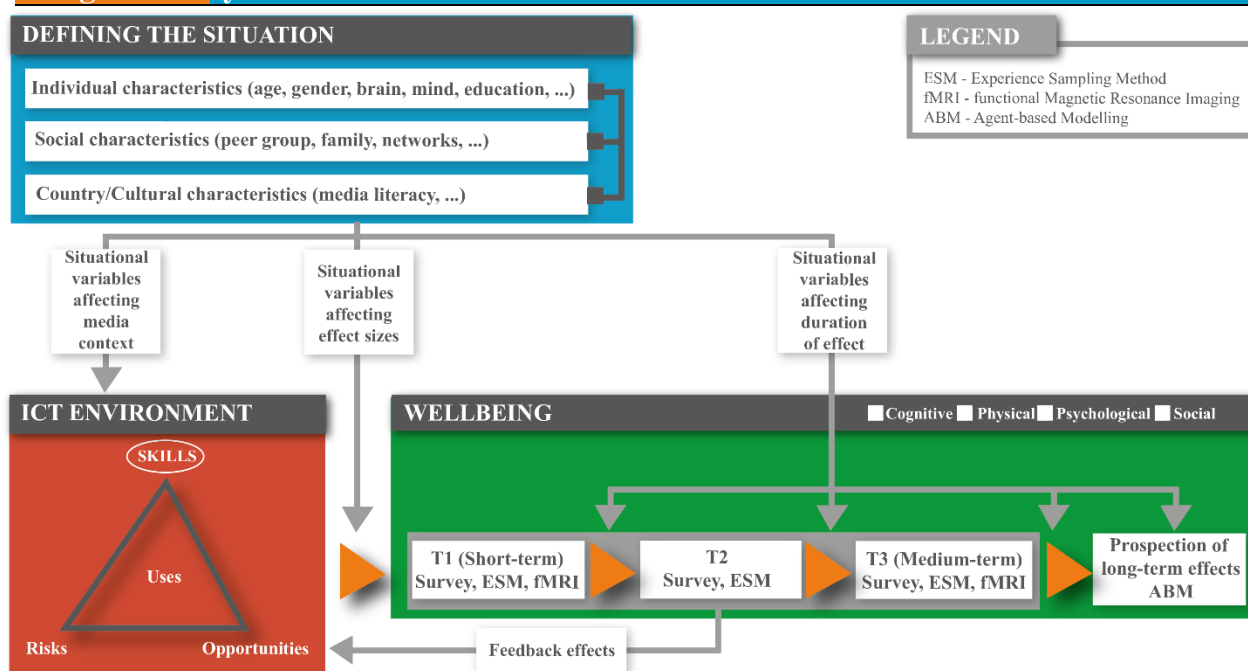 DEFINING THE SITUATION
Individual characteristics (age, gender, brain, mind, education, ...)
Social characteristics (peer group, family, networks, ...)
Country/Cultural characteristics (media literacy, ...)
LEGEND
ESM - Experience Sampling Method
fMRI - functional Magnetic Resonance Imaging
ABM - Agent-based Modelling
Situational
variables
affecting
media
context
Situational
variables
affecting
effect sizes
Situational
variables
affecting
duration
of effect
ICT ENVIRONMENT
SKILLS
Uses
Risks
Opportunities
WELLBEING
Cognitive Physical Psychological Social
T1 (Short-term)
Survey, ESM, fMRI
T2
Survey, ESM
T3 (Medium-term)
Survey, ESM, fMRI
Prospection of
long-term effects
ABM
Feedback effects